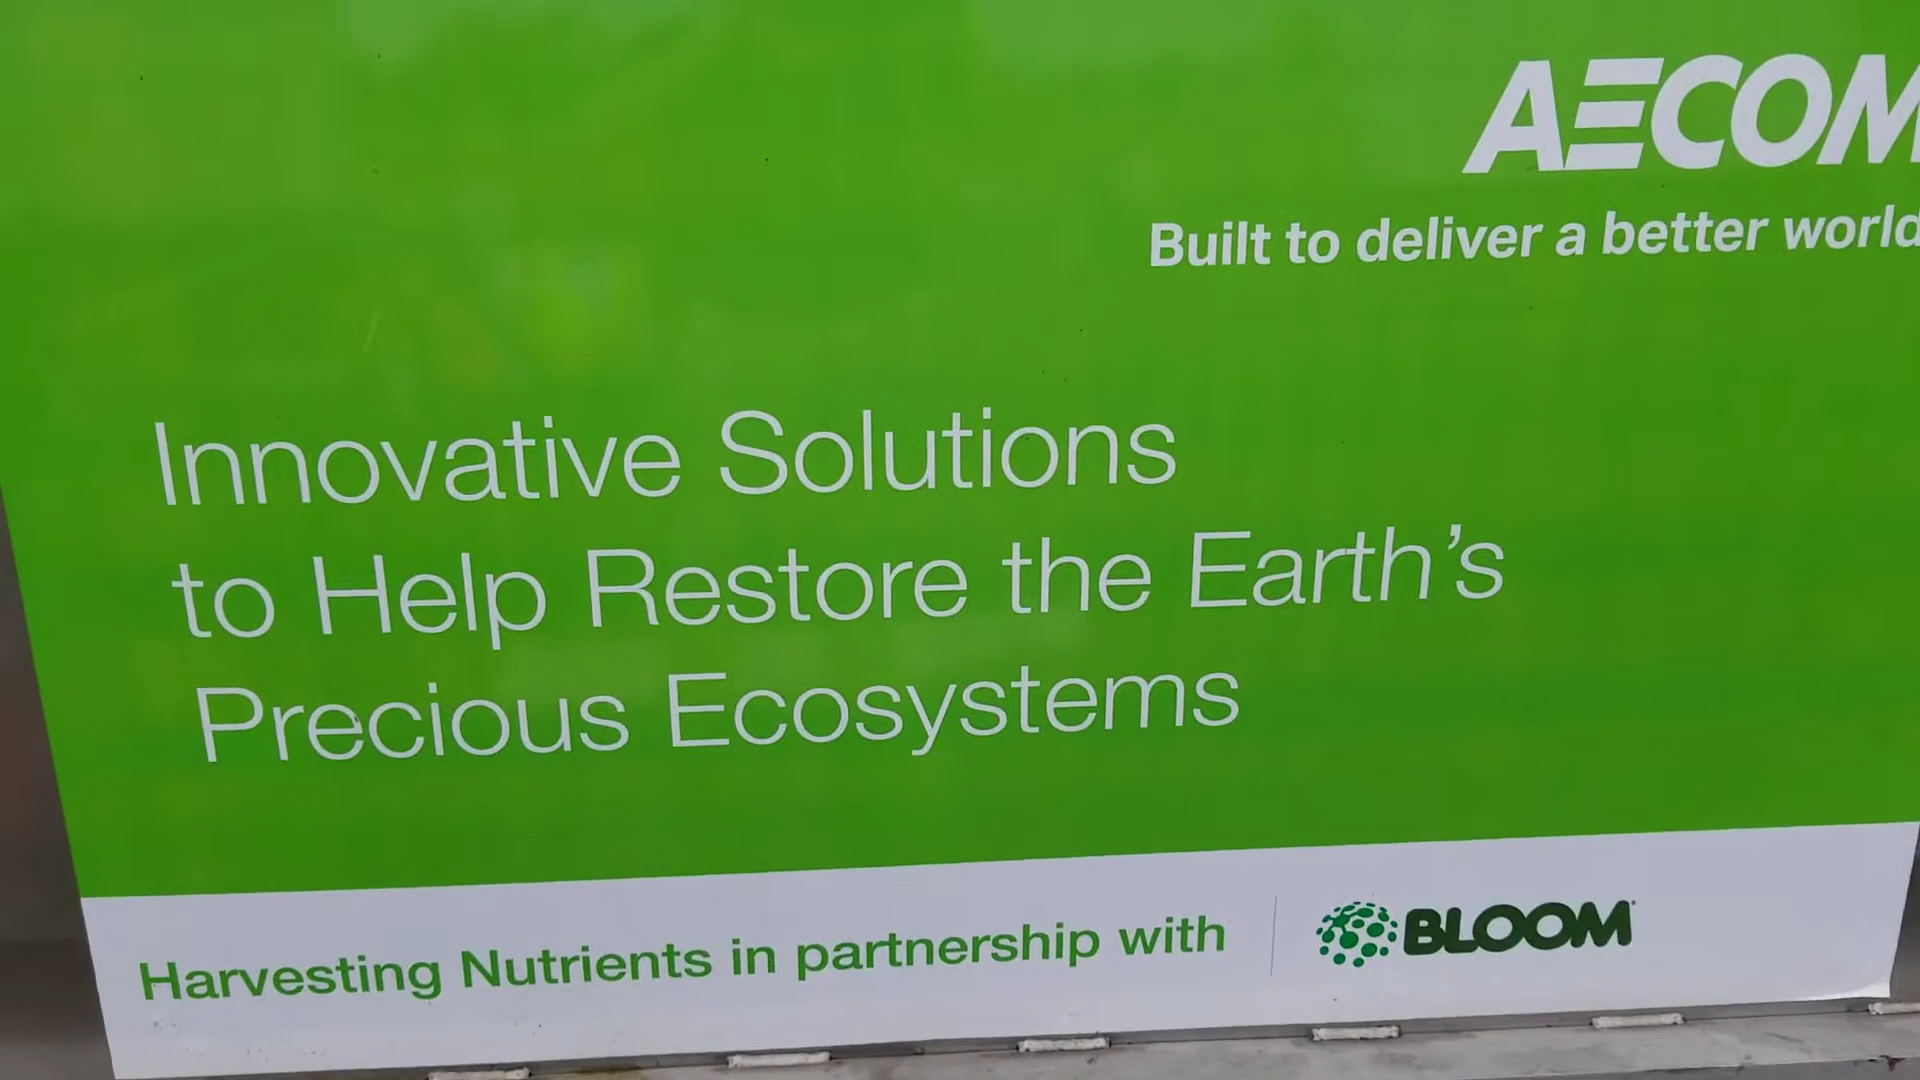 AECOM
Built to deliver a better world
Innovative Solutions
to Help Restore the Earth’s
Precious Ecosystems
Harvesting Nutrients in partnership with
BLOOM